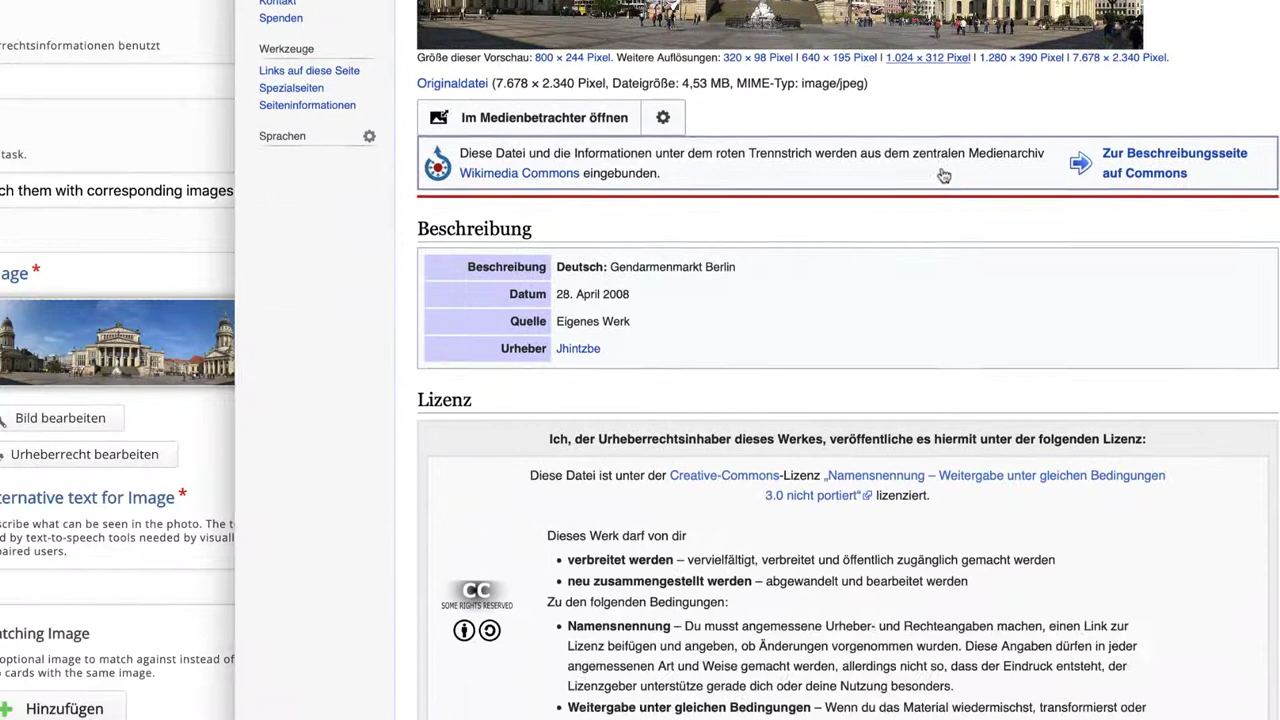 rrechtsinformationen benutzt
task.
ch them with corresponding images
age *
Bild bearbeiten
Urheberrecht bearbeiten
ternative text for Image *
scribe what can be seen in the photo. The t
d by text-to-speech tools needed by visuall
paired users.
atching Image
optional image to match against instead of
o cards with the same image.
Hinzufügen
Kontakt
Spenden
Werkzeuge
Links auf diese Seite
Spezialseiten
Seiteninformationen
Sprachen
Größe dieser Vorschau: 800 × 244 Pixel. Weitere Auflösungen: 320 × 98 Pixel I 640 × 195 Pixel I 1.024 × 312 Pixel I 1.280 × 390 Pixel I 7.678 × 2.340 Pixel.
Originaldatei (7.678 × 2.340 Pixel, Dateigröße: 4,53 MB, MIME-Typ: image/jpeg)
Im Medienbetrachter öffnen
Diese Datei und die Informationen unter dem roten Trennstrich werden aus dem zentralen Medienarchiv
Wikimedia Commons eingebunden.
Zur Beschreibungsseite
auf Commons
Beschreibung
Beschreibung Deutsch: Gendarmenmarkt Berlin
Datum 28. April 2008
Quelle Eigenes Werk
Urheber Jhintzbe
Lizenz
Ich, der Urheberrechtsinhaber dieses Werkes, veröffentliche es hiermit unter der folgenden Lizenz:
Diese Datei ist unter der Creative-Commons-Lizenz „Namensnennung – Weitergabe unter gleichen Bedingungen
3.0 nicht portiert“ lizenziert.
Dieses Werk darf von dir
• verbreitet werden – vervielfältigt, verbreitet und öffentlich zugänglich gemacht werden
• neu zusammengestellt werden – abgewandelt und bearbeitet werden
Zu den folgenden Bedingungen:
cc
SOME RIGHTS RESERVED
• Namensnennung – Du musst angemessene Urheber- und Rechteangaben machen, einen Link zur
Lizenz beifügen und angeben, ob Änderungen vorgenommen wurden. Diese Angaben dürfen in jeder
angemessenen Art und Weise gemacht werden, allerdings nicht so, dass der Eindruck entsteht, der
Lizenzgeber unterstütze gerade dich oder deine Nutzung besonders.
• Weitergabe unter gleichen Bedingungen – Wenn du das Material wiedermischst, transformierst oder